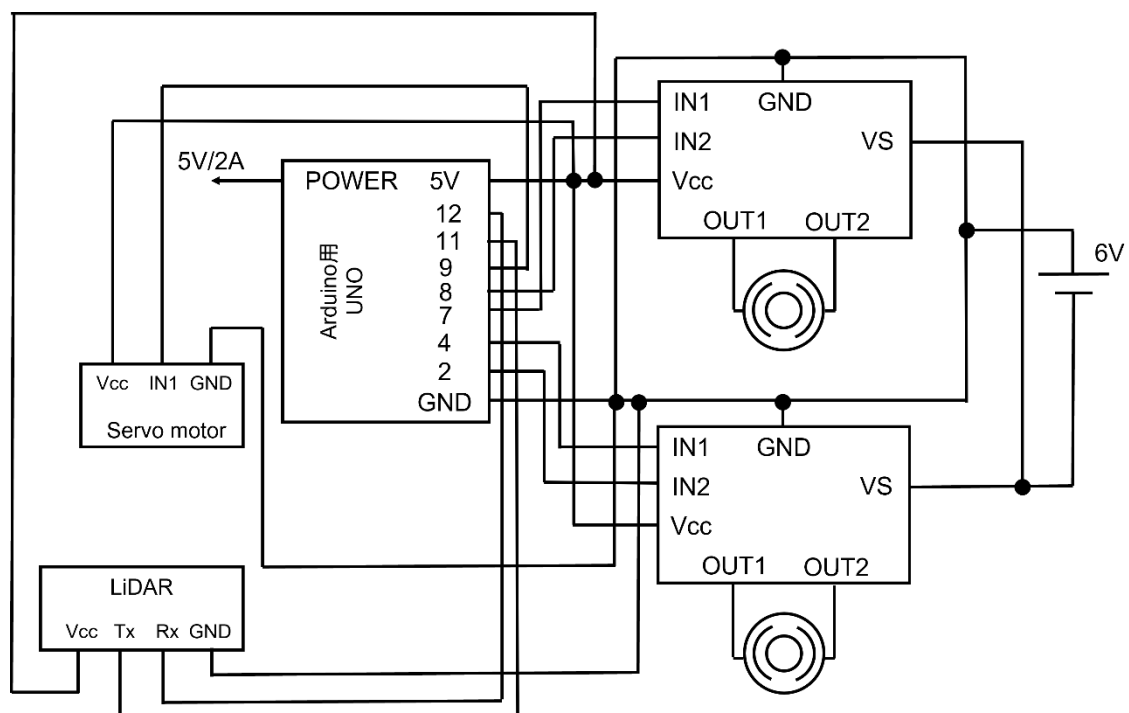 IN1
GND
IN2
VS
5V/2A
POWER
5V
Vcc
12
OUT1
OUT2
11
Arduino用
UNO
9
6V
8
7
4
Vcc
IN1
GND
2
GND
Servo motor
IN1
GND
IN2
VS
Vcc
OUT1
OUT2
LiDAR
Vcc
Tx
Rx
GND